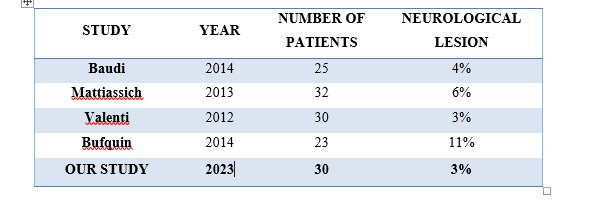 STUDY YEAR NUMBER OF PATIENTS NEUROLOGICAL LESION
Baudi 2014 25 4%
Mattiassich 2013 32 6%
Valenti 2012 30 3%
Bufquin 2014 23 11%
OUR STUDY 2023 30 3%